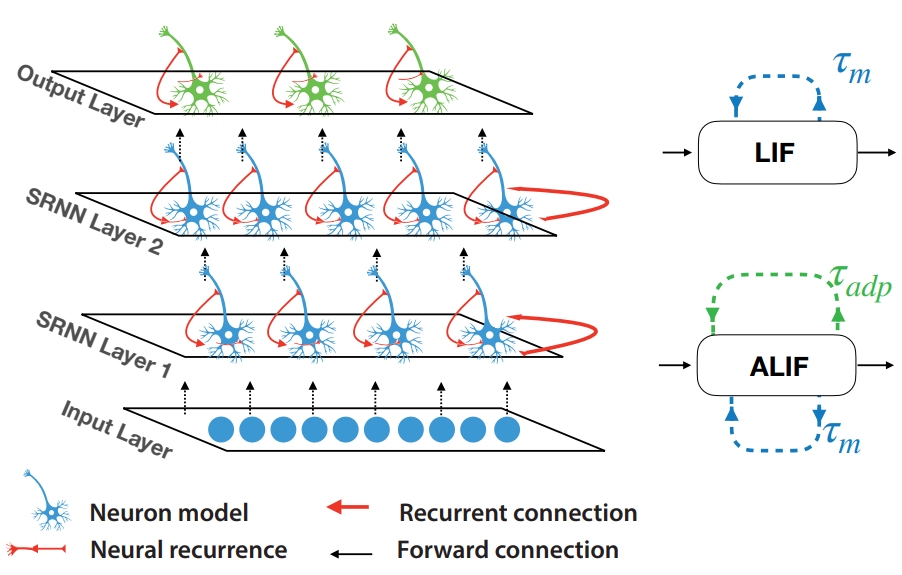 Output Layer
SRNN Layer 2
SRNN Layer 1
Input Layer
τm
LIF
τadp
ALIF
τm
Neuron model
Recurrent connection
Neural recurrence
Forward connection